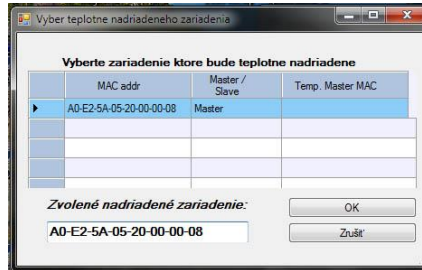 Vyber teplotne nadriadeneho zariadenia
Vyberte zariadenie ktore bude teplotne nadriadene
MAC addr
Master /
Slave
Temp. Master MAC
A0-E2-5A-05-20-00-00-08 Master
Zvolené nadriadené zariadenie:
OK
A0-E2-5A-05-20-00-00-08
Zrušiť